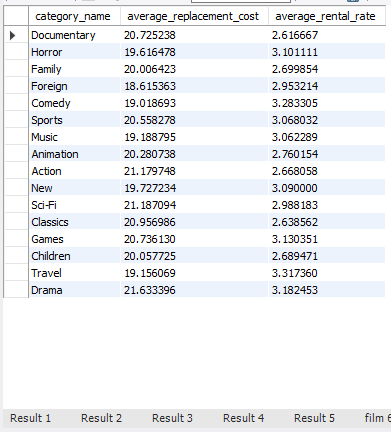 category_name average_replacement_cost average_rental_rate
Documentary 20.725238 2.616667
Horror 19.616478 3.101111
Family 20.006423 2.699854
Foreign 18.615363 2.953214
Comedy 19.018693 3.283305
Sports 20.558278 3.068032
Music 19.188795 3.062289
Animation 20.280738 2.760154
Action 21.179748 2.668058
New 19.727234 3.090000
Sci-Fi 21.187094 2.988183
Classics 20.956986 2.638562
Games 20.736130 3.130351
Children 20.057725 2.689471
Travel 19.156069 3.317360
Drama 21.633396 3.182453
Result 1 Result 2 Result 3 Result 4 Result 5 film 6